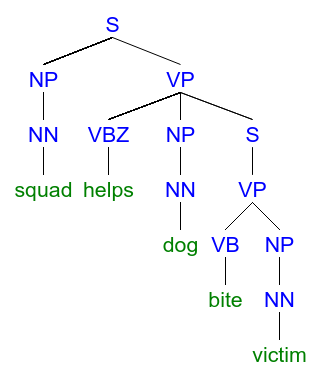 S
NP VP
NN VBZ NP S
squad helps NN VP
dog VB NP
bite NN
victim